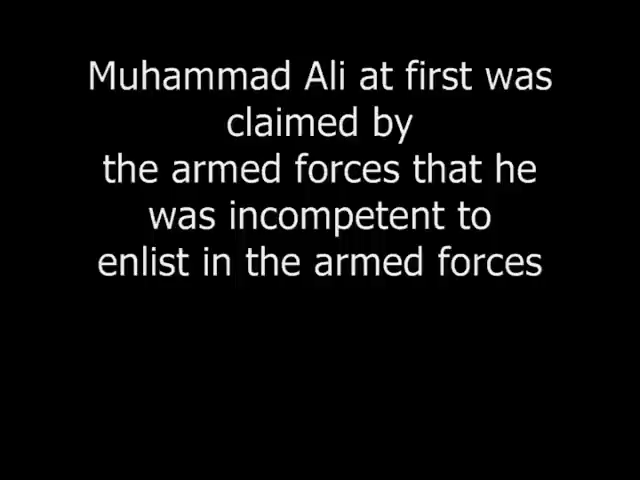 Muhammad Ali at first was
claimed by
the armed forces that he
was incompetent to
enlist in the armed forces